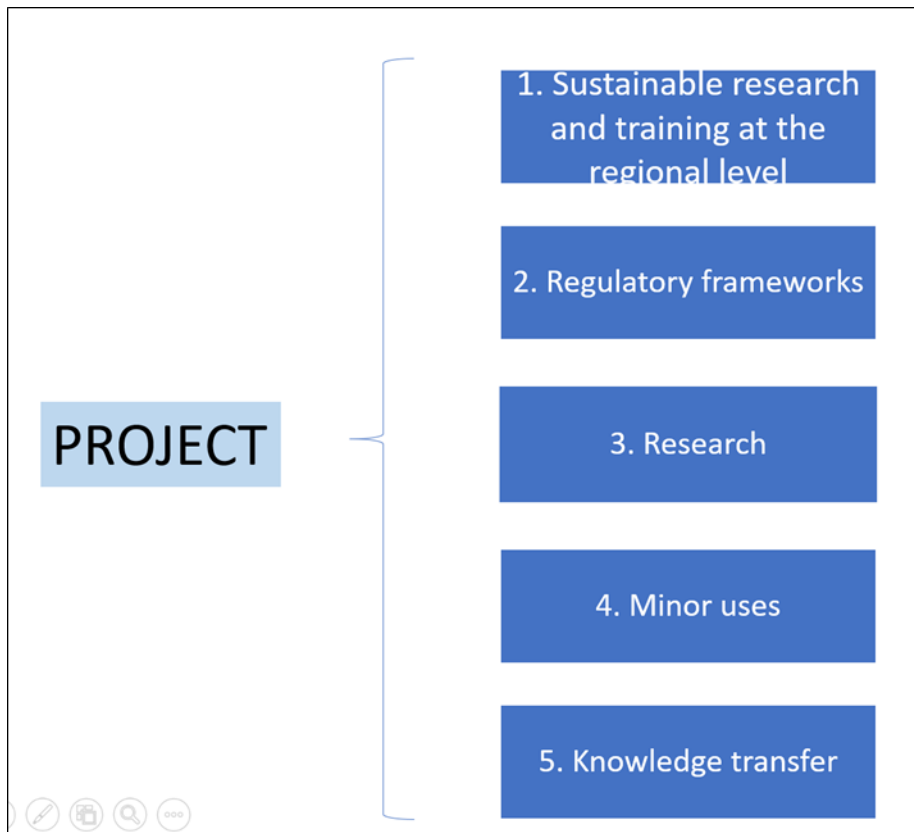 1. Sustainable research
and training at the
regional level
2. Regulatory frameworks
PROJECT
3. Research
4. Minor uses
5. Knowledge transfer